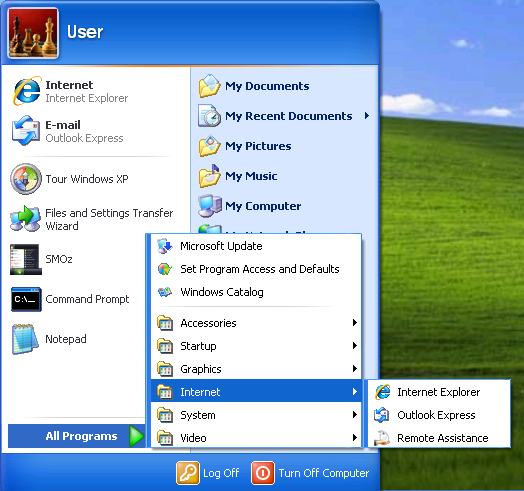 User
Internet
Internet Explorer
E-mail
Outlook Express
Tour Windows XP
Files and Settings Transfer
Wizard
SMOz
C:\_
Command Prompt
Notepad
All Programs
My Documents
My Recent Documents
My Pictures
My Music
My Computer
Microsoft Update
Set Program Access and Defaults
Windows Catalog
Accessories
Startup
Graphics
Internet
System
Video
Internet Explorer
Outlook Express
Remote Assistance
Log Off
Turn Off Computer